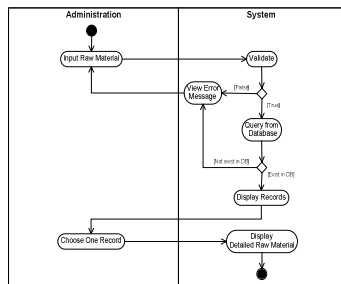 Administration
System
Input Raw Material
Validate
View Error
Message
[False]
[True]
Query from
Database
[Not exist in DB]
[Exist in DB]
Display Records
Choose One Record
Display
Detailed Raw Material